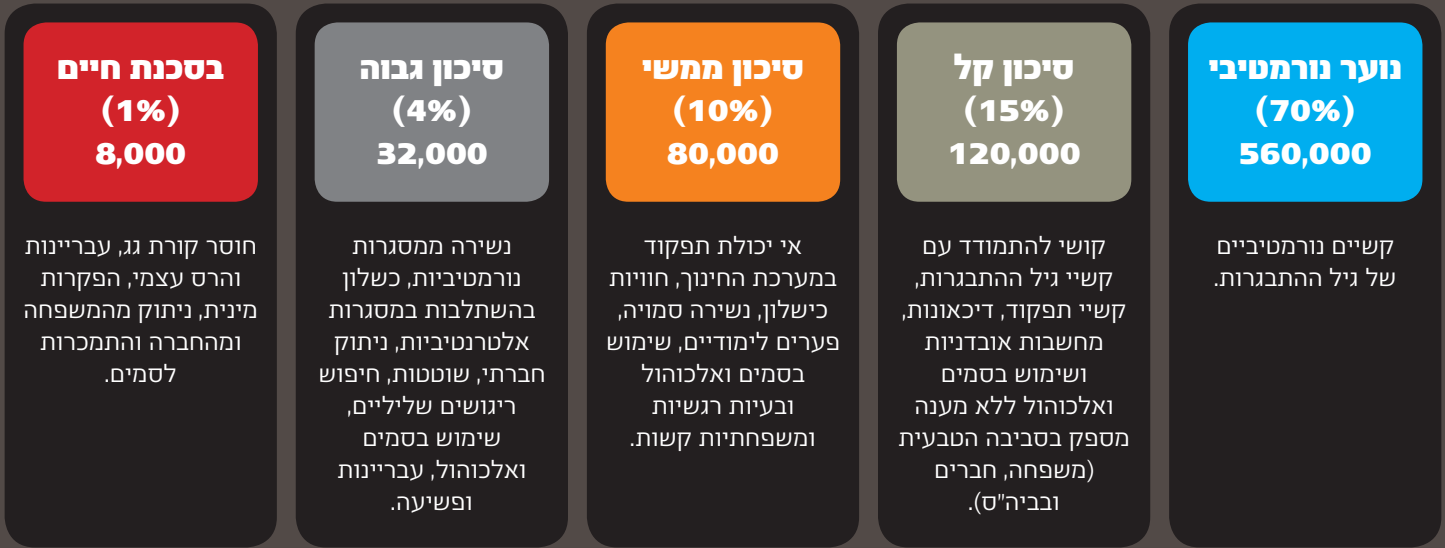 נוער נורמטיבי
(70%)
560,000
קשיים נורמטיביים
של גיל ההתבגרות.
סיכון קל
(15%)
120,000
קושי להתמודד עם
קשיי גיל ההתבגרות,
קשיי תפקוד, דיכאונות,
מחשבות אובדניות
ושימוש בסמים
ואלכוהול ללא מענה
מספק בסביבה הטבעית
(משפחה, חברים
ובביה"ס).
סיכון ממשי
(10%)
80,000
אי יכולת תפקוד
במערכת החינוך, חוויות
כישלון, נשירה סמויה,
פערים לימודיים, שימוש
בסמים ואלכוהול
ובעיות רגשיות
ומשפחתיות קשות.
סיכון גבוה
(4%)
32,000
נשירה ממסגרות
נורמטיביות, כשלון
בהשתלבות במסגרות
אלטרנטיביות, ניתוק
חברתי, שוטטות, חיפוש
ריגושים שליליים,
שימוש בסמים
ואלכוהול, עבריינות
ופשיעה.
בסכנת חיים
(1%)
8,000
חוסר קורת גג, עבריינות
והרס עצמי, הפקרות
מינית, ניתוק מהמשפחה
ומהחברה והתמכרות
לסמים.